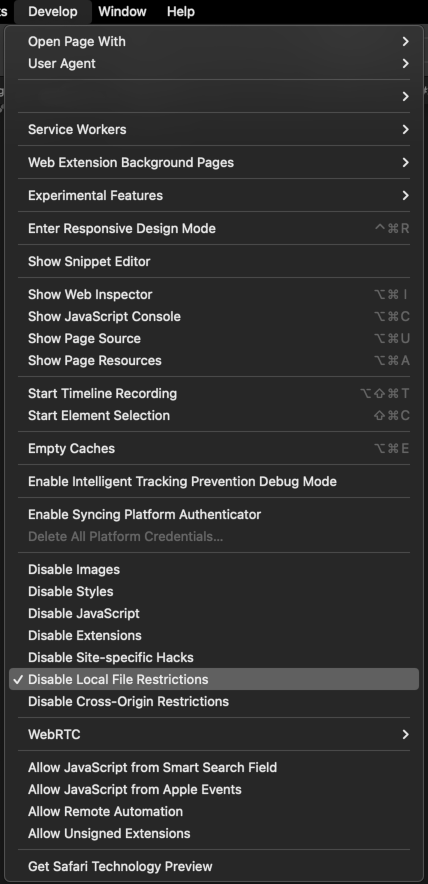 Develop Window Help
Open Page With
User Agent
Service Workers
Web Extension Background Pages
Experimental Features
Enter Responsive Design Mode ^⌘R
Show Snippet Editor
Show Web Inspector ⌥⌘I
Show JavaScript Console ⌥⌘C
Show Page Source ⌥⌘U
Show Page Resources ⌥⌘A
Start Timeline Recording ⌥⇧⌘T
Start Element Selection ⇧⌘C
Empty Caches ⌥⌘E
Enable Intelligent Tracking Prevention Debug Mode
Enable Syncing Platform Authenticator
Delete All Platform Credentials...
Disable Images
Disable Styles
Disable JavaScript
Disable Extensions
Disable Site-specific Hacks
✓ Disable Local File Restrictions
Disable Cross-Origin Restrictions
WebRTC
Allow JavaScript from Smart Search Field
Allow JavaScript from Apple Events
Allow Remote Automation
Allow Unsigned Extensions
Get Safari Technology Preview